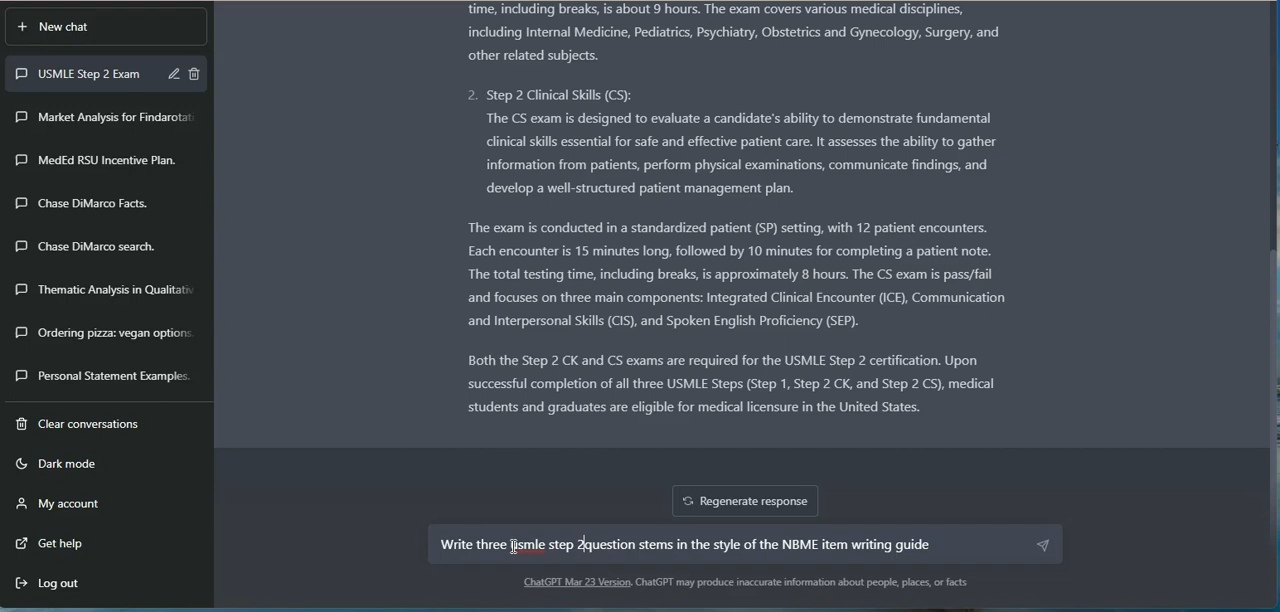 New chat
USMLE Step 2 Exam
Market Analysis for Findarotati
MedEd RSU Incentive Plan.
Chase DiMarco Facts.
Chase DiMarco search.
Thematic Analysis in Qualitativ
Ordering pizza: vegan options.
Personal Statement Examples.
Clear conversations
Dark mode
My account
Get help
Log out
time, including breaks, is about 9 hours. The exam covers various medical disciplines,
including Internal Medicine, Pediatrics, Psychiatry, Obstetrics and Gynecology, Surgery, and
other related subjects.
2. Step 2 Clinical Skills (CS):
The CS exam is designed to evaluate a candidate's ability to demonstrate fundamental
clinical skills essential for safe and effective patient care. It assesses the ability to gather
information from patients, perform physical examinations, communicate findings, and
develop a well-structured patient management plan.
The exam is conducted in a standardized patient (SP) setting, with 12 patient encounters.
Each encounter is 15 minutes long, followed by 10 minutes for completing a patient note.
The total testing time, including breaks, is approximately 8 hours. The CS exam is pass/fail
and focuses on three main components: Integrated Clinical Encounter (ICE), Communication
and Interpersonal Skills (CIS), and Spoken English Proficiency (SEP).
Both the Step 2 CK and CS exams are required for the USMLE Step 2 certification. Upon
successful completion of all three USMLE Steps (Step 1, Step 2 CK, and Step 2 CS), medical
students and graduates are eligible for medical licensure in the United States.
Regenerate response
Write three usmle step 2question stems in the style of the NBME item writing guide
ChatGPT Mar 23 Version. ChatGPT may produce inaccurate information about people, places, or facts